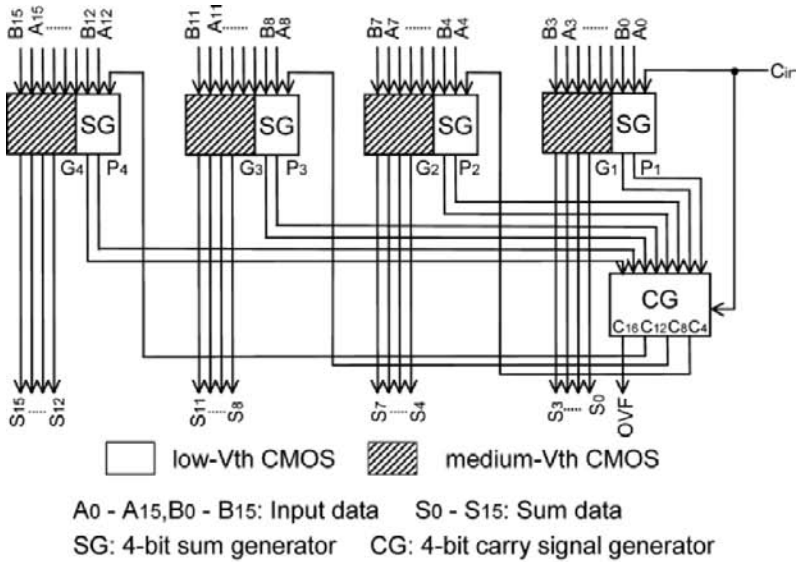 B15 A15 ...... B12 A12 B11 A11 ...... B8 A8 B7 A7 ...... B4 A4 B3 A3 ...... B0 A0
Cin
SG SG SG SG
G4 P4 G3 P3 G2 P2 G1 P1
CG
C16 C12 C8 C4
S15 ...... S12 S11 ...... S8 S7 ...... S4 S3 ...... S0 OVF
low-Vth CMOS medium-Vth CMOS
A0 - A15,B0 - B15: Input data S0 - S15: Sum data
SG: 4-bit sum generator CG: 4-bit carry signal generator